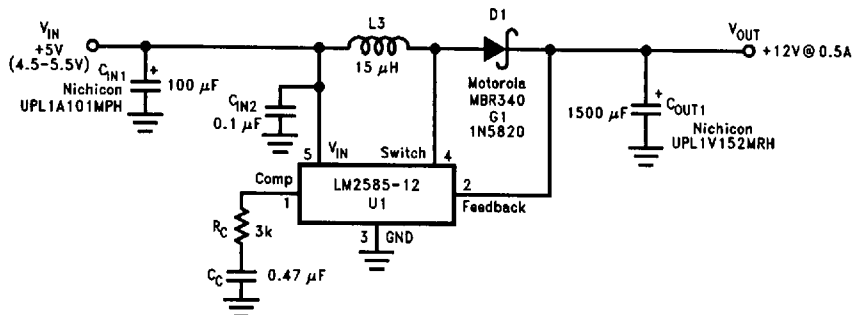 V_IN
+5V
(4.5-5.5V)
C_IN1
+
100 μF
Nichicon
UPL1A101MPH
C_IN2
0.1 μF
L3
15 μH
D1
Motorola
MBR340
G1
1N5820
V_OUT
+12V@ 0.5A
1500 μF
+
C_OUT1
Nichicon
UPL1V152MRH
5
V_IN
Switch
4
Comp
1
LM2585-12
U1
2
Feedback
3
GND
R_C
3k
C_C
0.47 μF